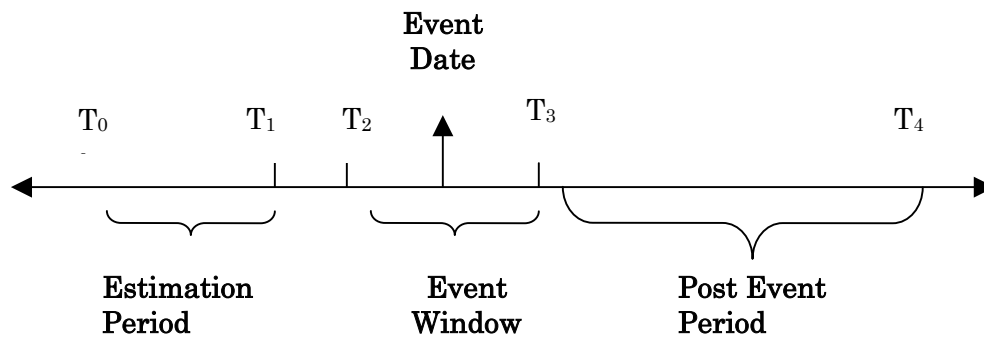 Event
Date
T₀ T₁ T₂ T₃ T₄
Estimation
Period
Event
Window
Post Event
Period